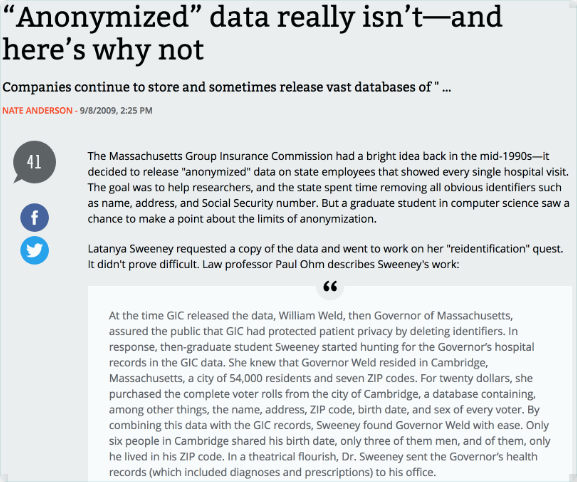 “Anonymized” data really isn’t—and
here’s why not
Companies continue to store and sometimes release vast databases of " ...
NATE ANDERSON - 9/8/2009, 2:25 PM
41
The Massachusetts Group Insurance Commission had a bright idea back in the mid-1990s—it
decided to release "anonymized" data on state employees that showed every single hospital visit.
The goal was to help researchers, and the state spent time removing all obvious identifiers such
as name, address, and Social Security number. But a graduate student in computer science saw a
chance to make a point about the limits of anonymization.
Latanya Sweeney requested a copy of the data and went to work on her "reidentification" quest.
It didn't prove difficult. Law professor Paul Ohm describes Sweeney's work:
“
At the time GIC released the data, William Weld, then Governor of Massachusetts,
assured the public that GIC had protected patient privacy by deleting identifiers. In
response, then-graduate student Sweeney started hunting for the Governor’s hospital
records in the GIC data. She knew that Governor Weld resided in Cambridge,
Massachusetts, a city of 54,000 residents and seven ZIP codes. For twenty dollars, she
purchased the complete voter rolls from the city of Cambridge, a database containing,
among other things, the name, address, ZIP code, birth date, and sex of every voter. By
combining this data with the GIC records, Sweeney found Governor Weld with ease. Only
six people in Cambridge shared his birth date, only three of them men, and of them, only
he lived in his ZIP code. In a theatrical flourish, Dr. Sweeney sent the Governor’s health
records (which included diagnoses and prescriptions) to his office.